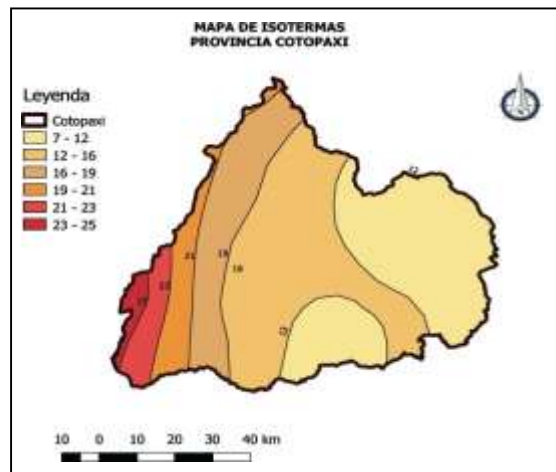 MAPA DE ISOTERMAS
PROVINCIA COTOPAXI
Leyenda
Cotopaxi
7 - 12
12 - 16
16 - 19
19 - 21
21 - 23
23 - 25
12
21
19
16
12
10 0 10 20 30 40 km